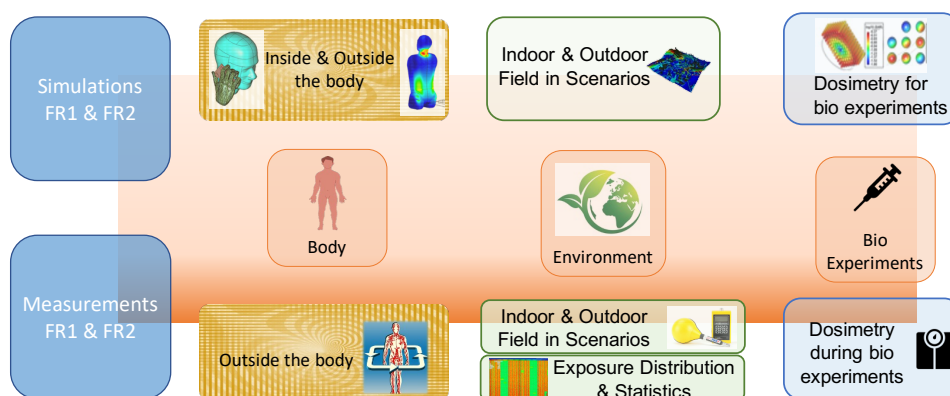 Simulations
FR1 & FR2
Inside & Outside
the body
Indoor & Outdoor
Field in Scenarios
Dosimetry for
bio experiments
Body
Environment
Bio
Experiments
Measurements
FR1 & FR2
Outside the body
Indoor & Outdoor
Field in Scenarios
Exposure Distribution
& Statistics
Dosimetry
during bio
experiments